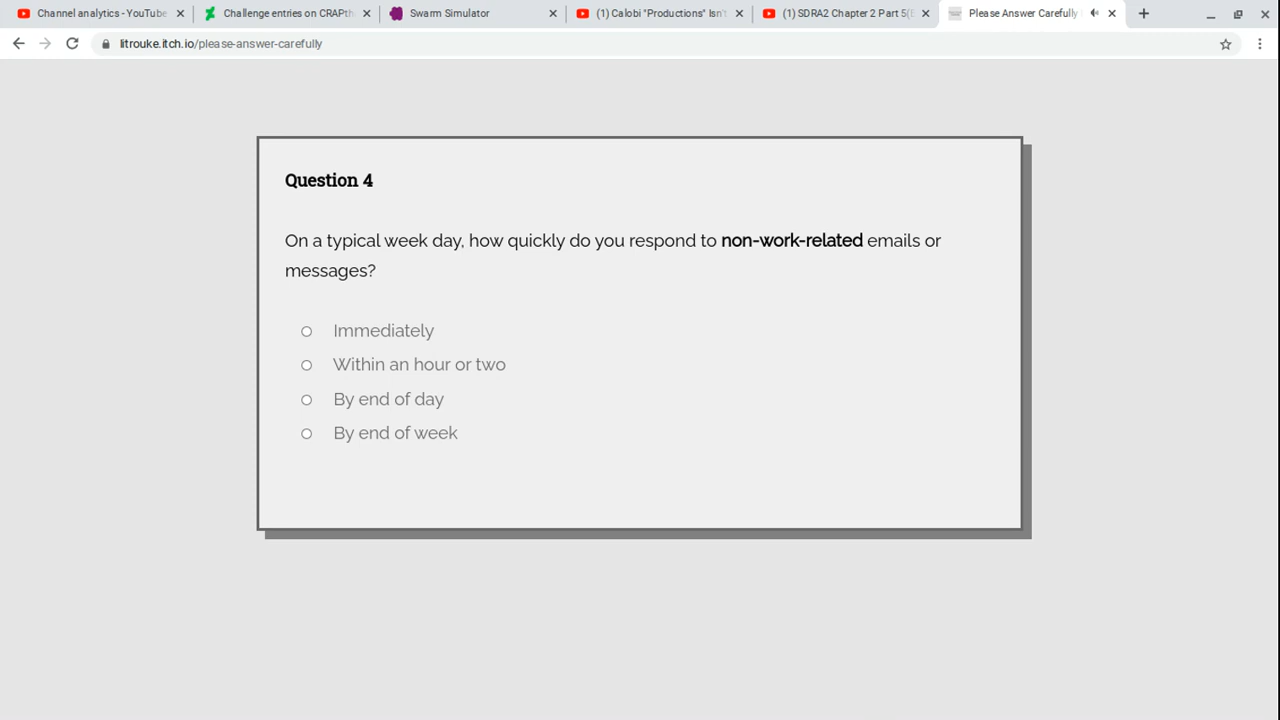 Channel analytics - YouTube
Challenge entries on CRAPth
Swarm Simulator
(1) Calobi "Productions" Isn't
(1) SDRA2 Chapter 2 Part 5(E
Please Answer Carefully
litrouke.itch.io/please-answer-carefully
Question 4
On a typical week day, how quickly do you respond to non-work-related emails or
messages?
Immediately
Within an hour or two
By end of day
By end of week